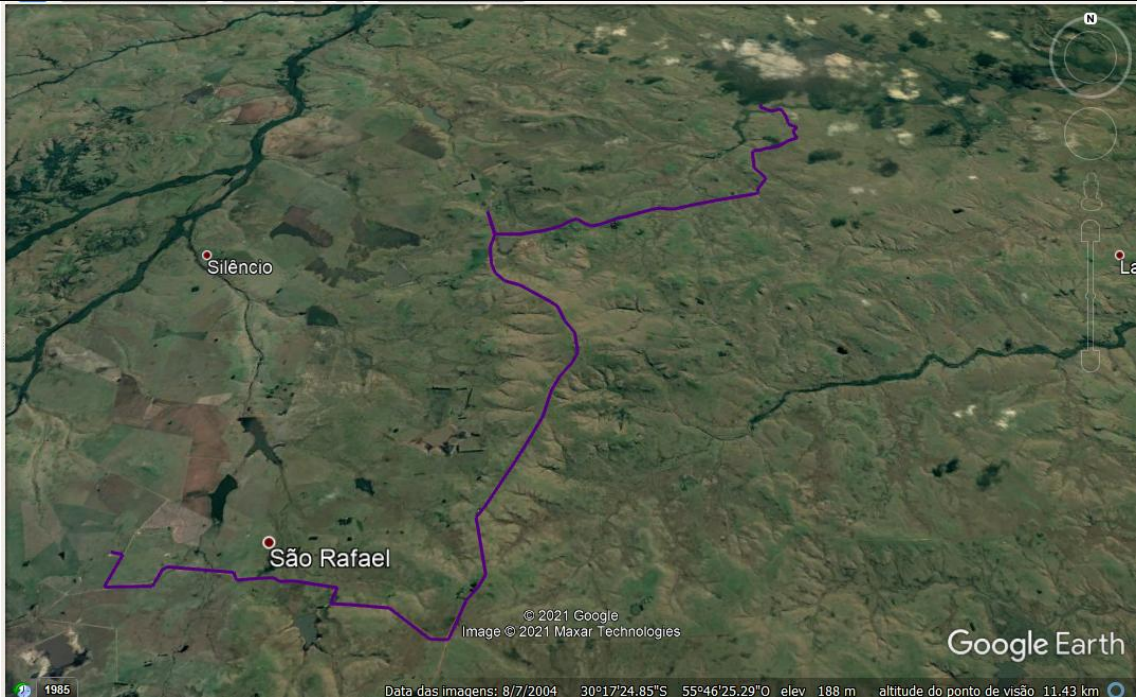 N
Silêncio
La
São Rafael
© 2021 Google
Image © 2021 Maxar Technologies
Google Earth
1985
Data das imagens: 8/7/2004 30°17'24.85"S 55°46'25.29"O elev 188 m altitude do ponto de visão 11.43 km